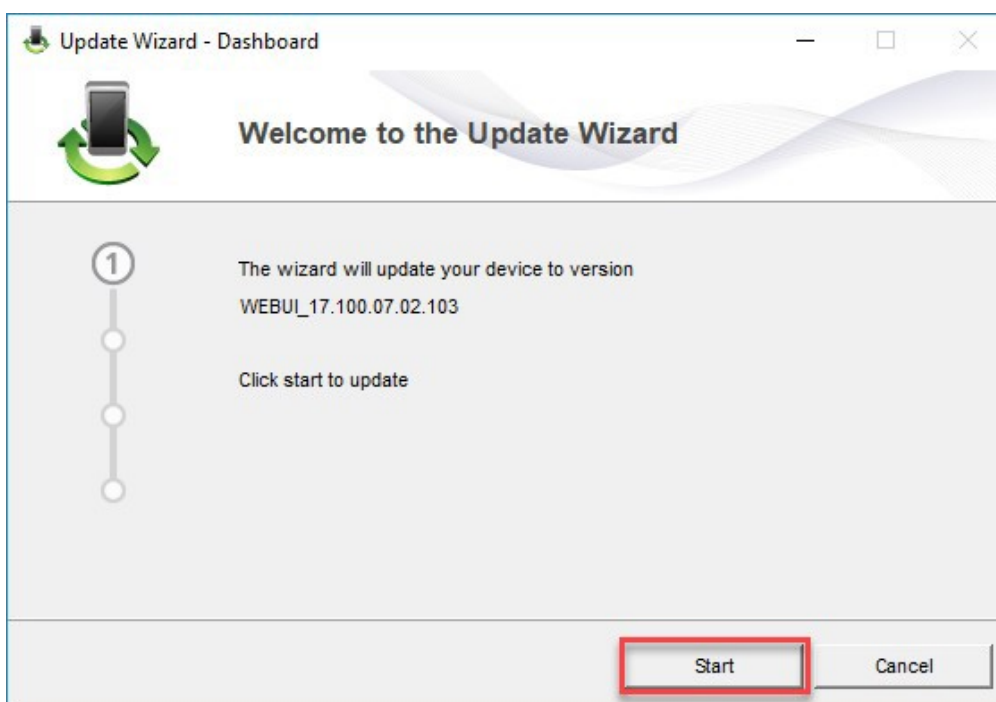 Update Wizard - Dashboard
Welcome to the Update Wizard
1
The wizard will update your device to version
WEBUI_17.100.07.02.103
Click start to update
Start
Cancel